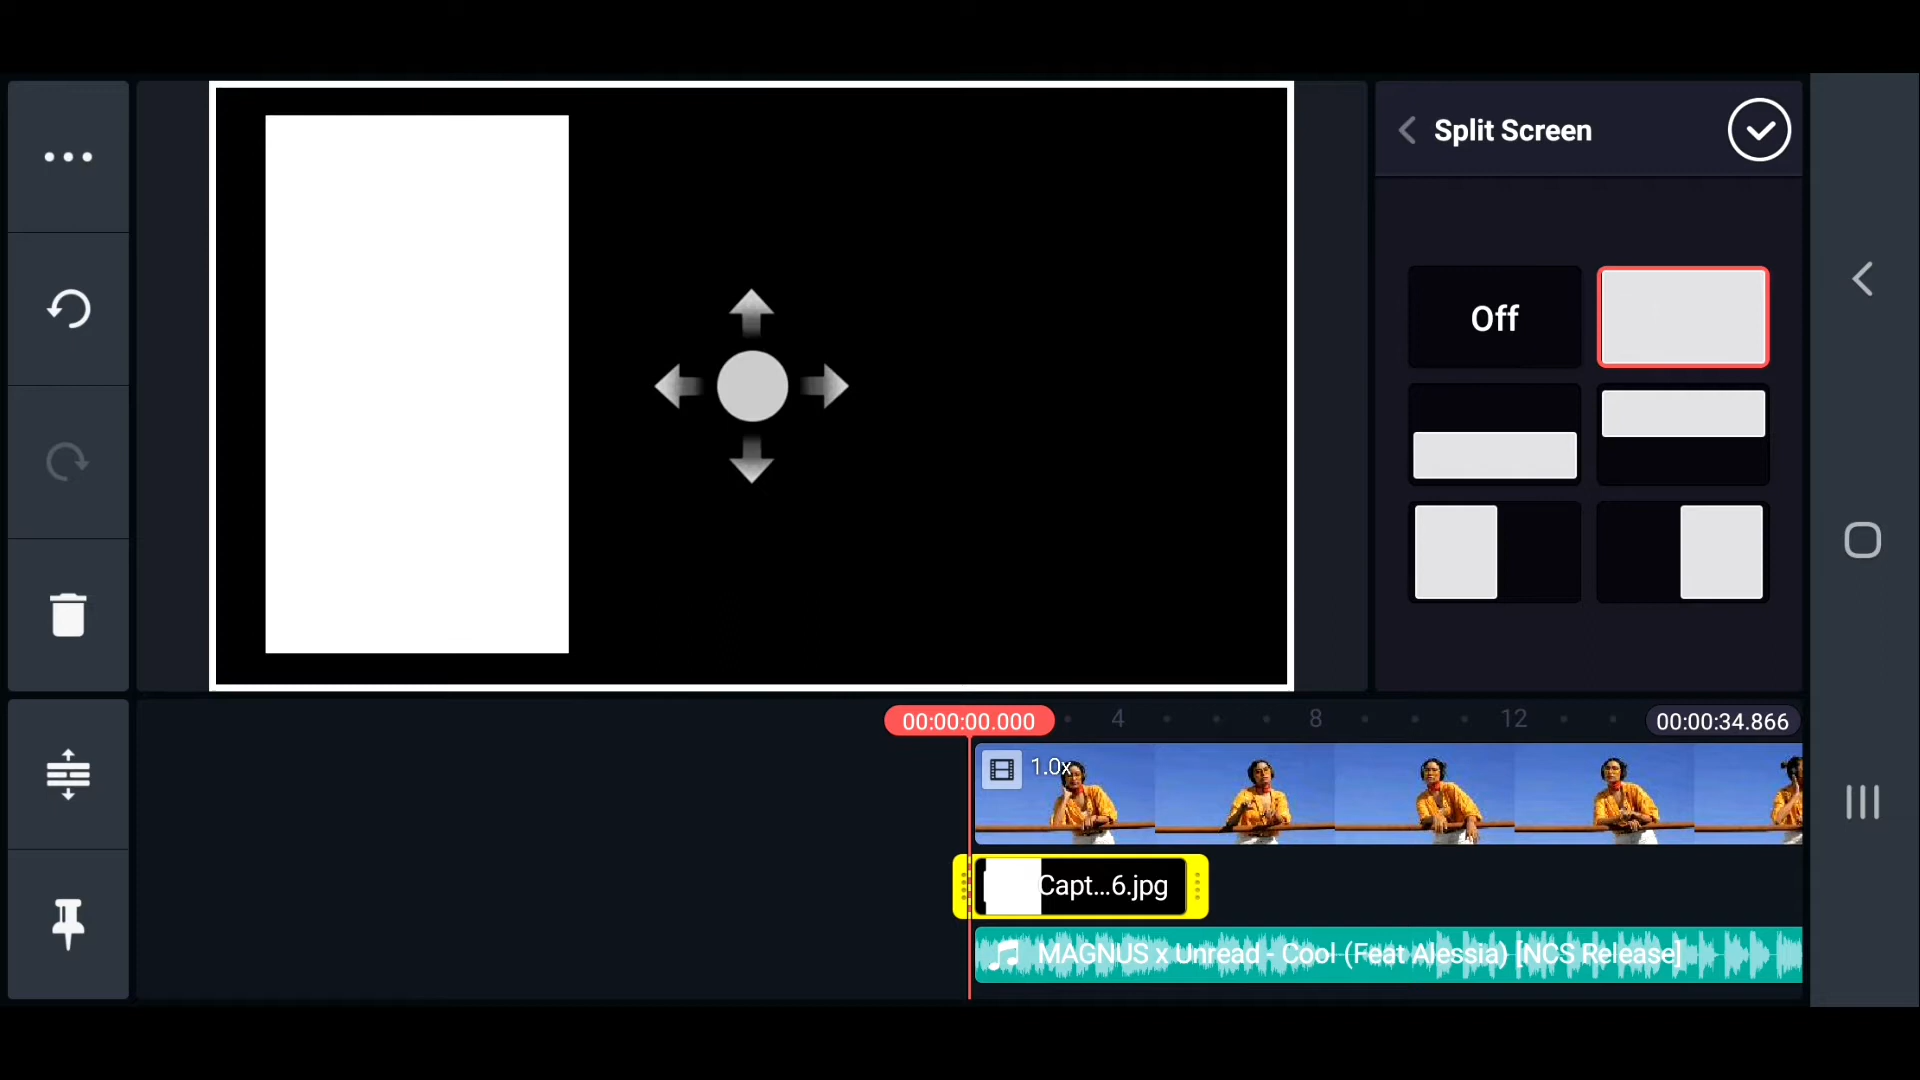 Split Screen
Off
00:00:00.000
4
8
12
00:00:34.866
1.0x
Capt...6.jpg
MAGNUS x Unread - Cool (Feat Alessia) [NCS Release]